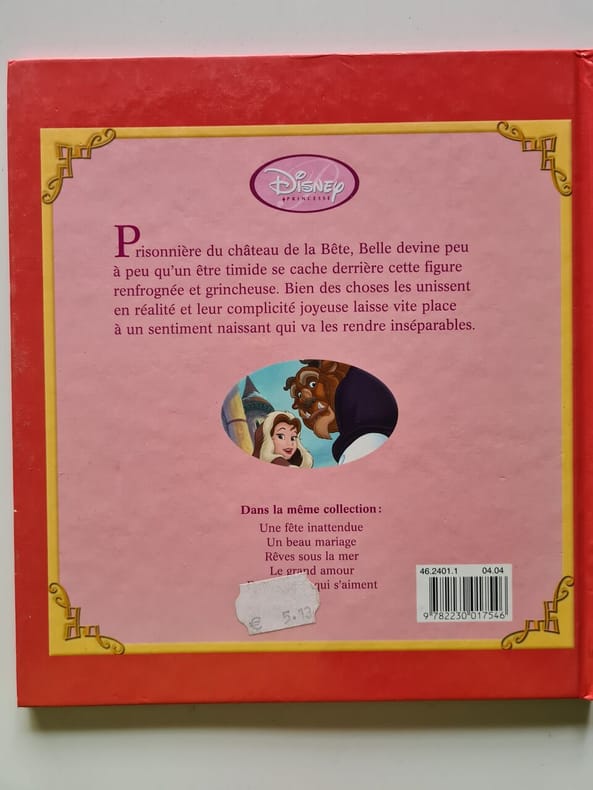 DISNEY
PRINCESSE
Prisonnière du château de la Bête, Belle devine peu
à peu qu'un être timide se cache derrière cette figure
renfrognée et grincheuse. Bien des choses les unissent
en réalité et leur complicité joyeuse laisse vite place
à un sentiment naissant qui va les rendre inséparables.
Dans la même collection :
Une fête inattendue
Un beau mariage
Rêves sous la mer
Le grand amour
qui s'aiment
€ 5.13
46.2401.1 04.04
9 782230 017546